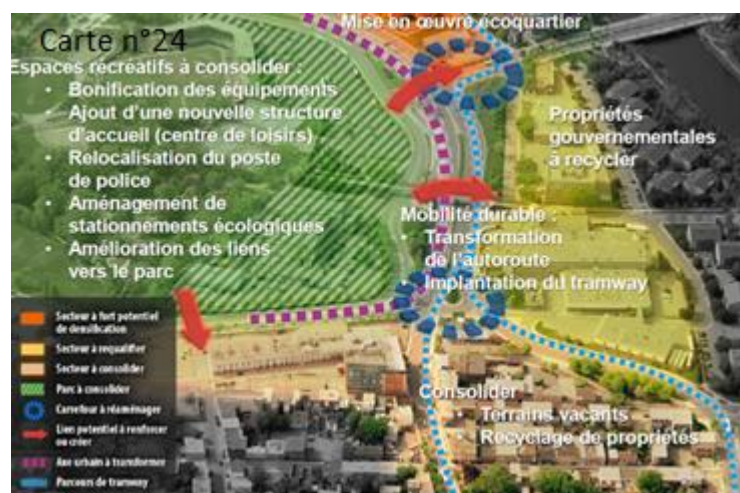 Mise en œuvre écoquartier
Carte n°24
Espaces récréatifs à consolider :
• Bonification des équipements
• Ajout d'une nouvelle structure
d'accueil (centre de loisirs)
• Relocalisation du poste
de police
• Aménagement de
stationnements écologiques
• Amélioration des liens
vers le parc
Propriétés
gouvernementales
à recycler
Mobilité durable :
• Transformation
de l'autoroute
• Implantation du tramway
Consolider
• Terrains vacants
• Recyclage de propriétés
Secteur à fort potentiel
de densification
Secteur à requalifier
Secteur à consolider
Parc à consolider
Carrefour à réaménager
Lien potentiel à renforcer
ou créer
Axe urbain à transformer
Parcours de tramway